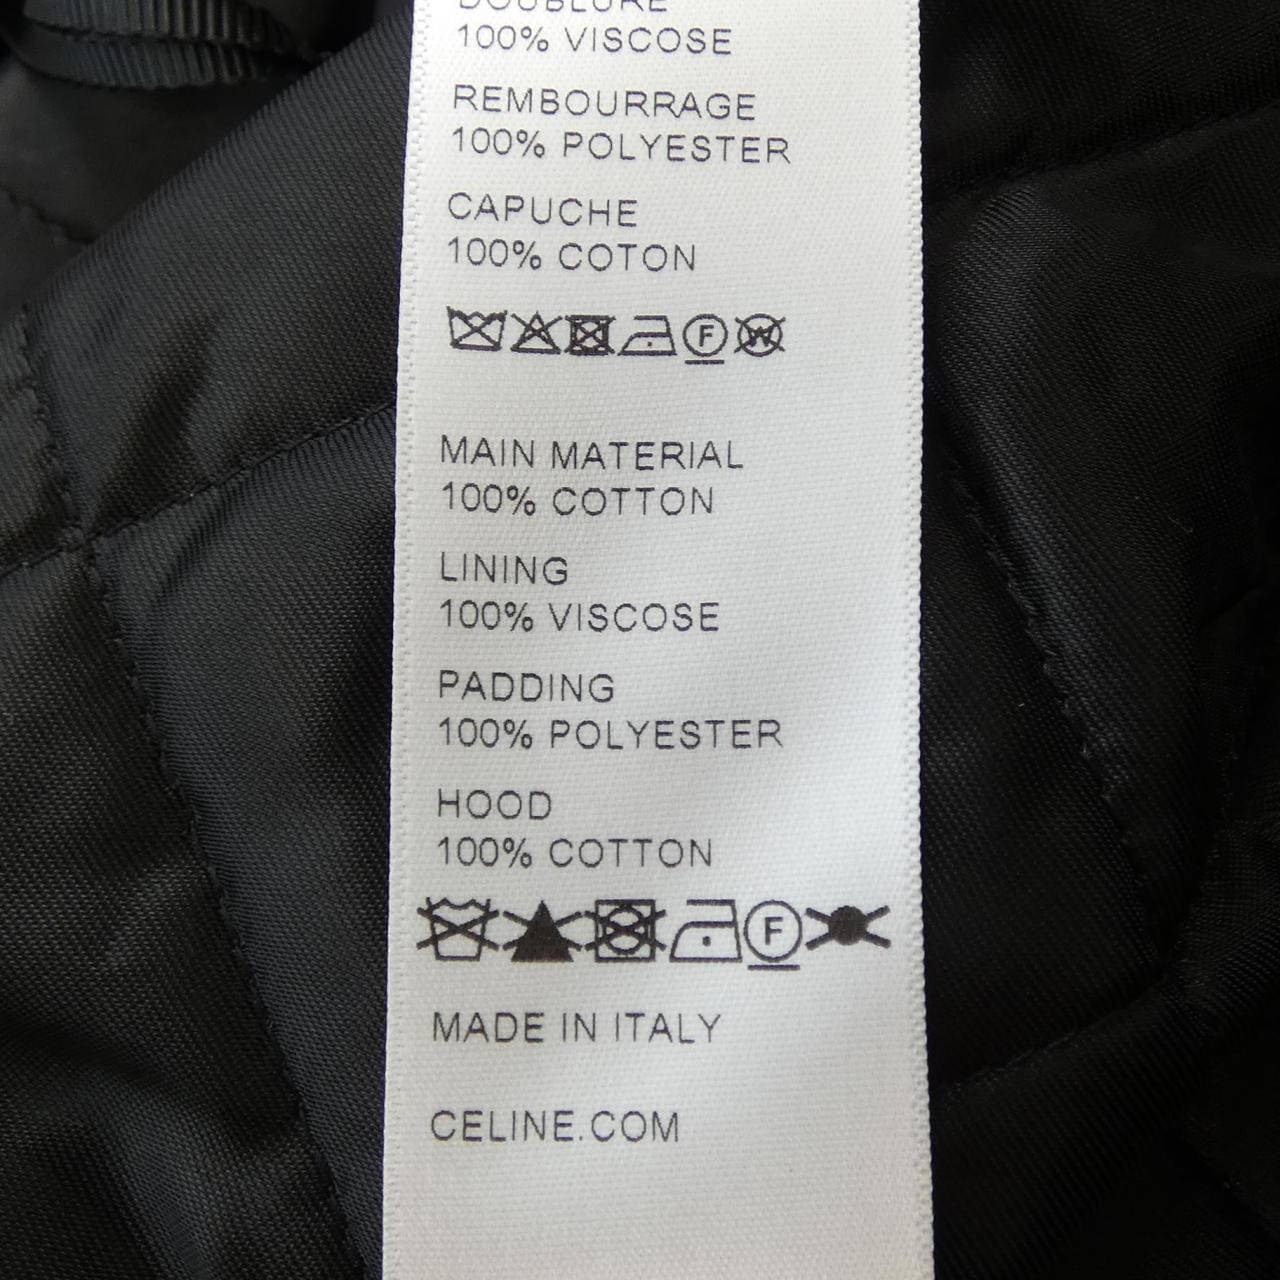 DOUBLURE
100% VISCOSE
REMBOURRAGE
100% POLYESTER
CAPUCHE
100% COTON
F W
MAIN MATERIAL
100% COTTON
LINING
100% VISCOSE
PADDING
100% POLYESTER
HOOD
100% COTTON
F
MADE IN ITALY
CELINE.COM